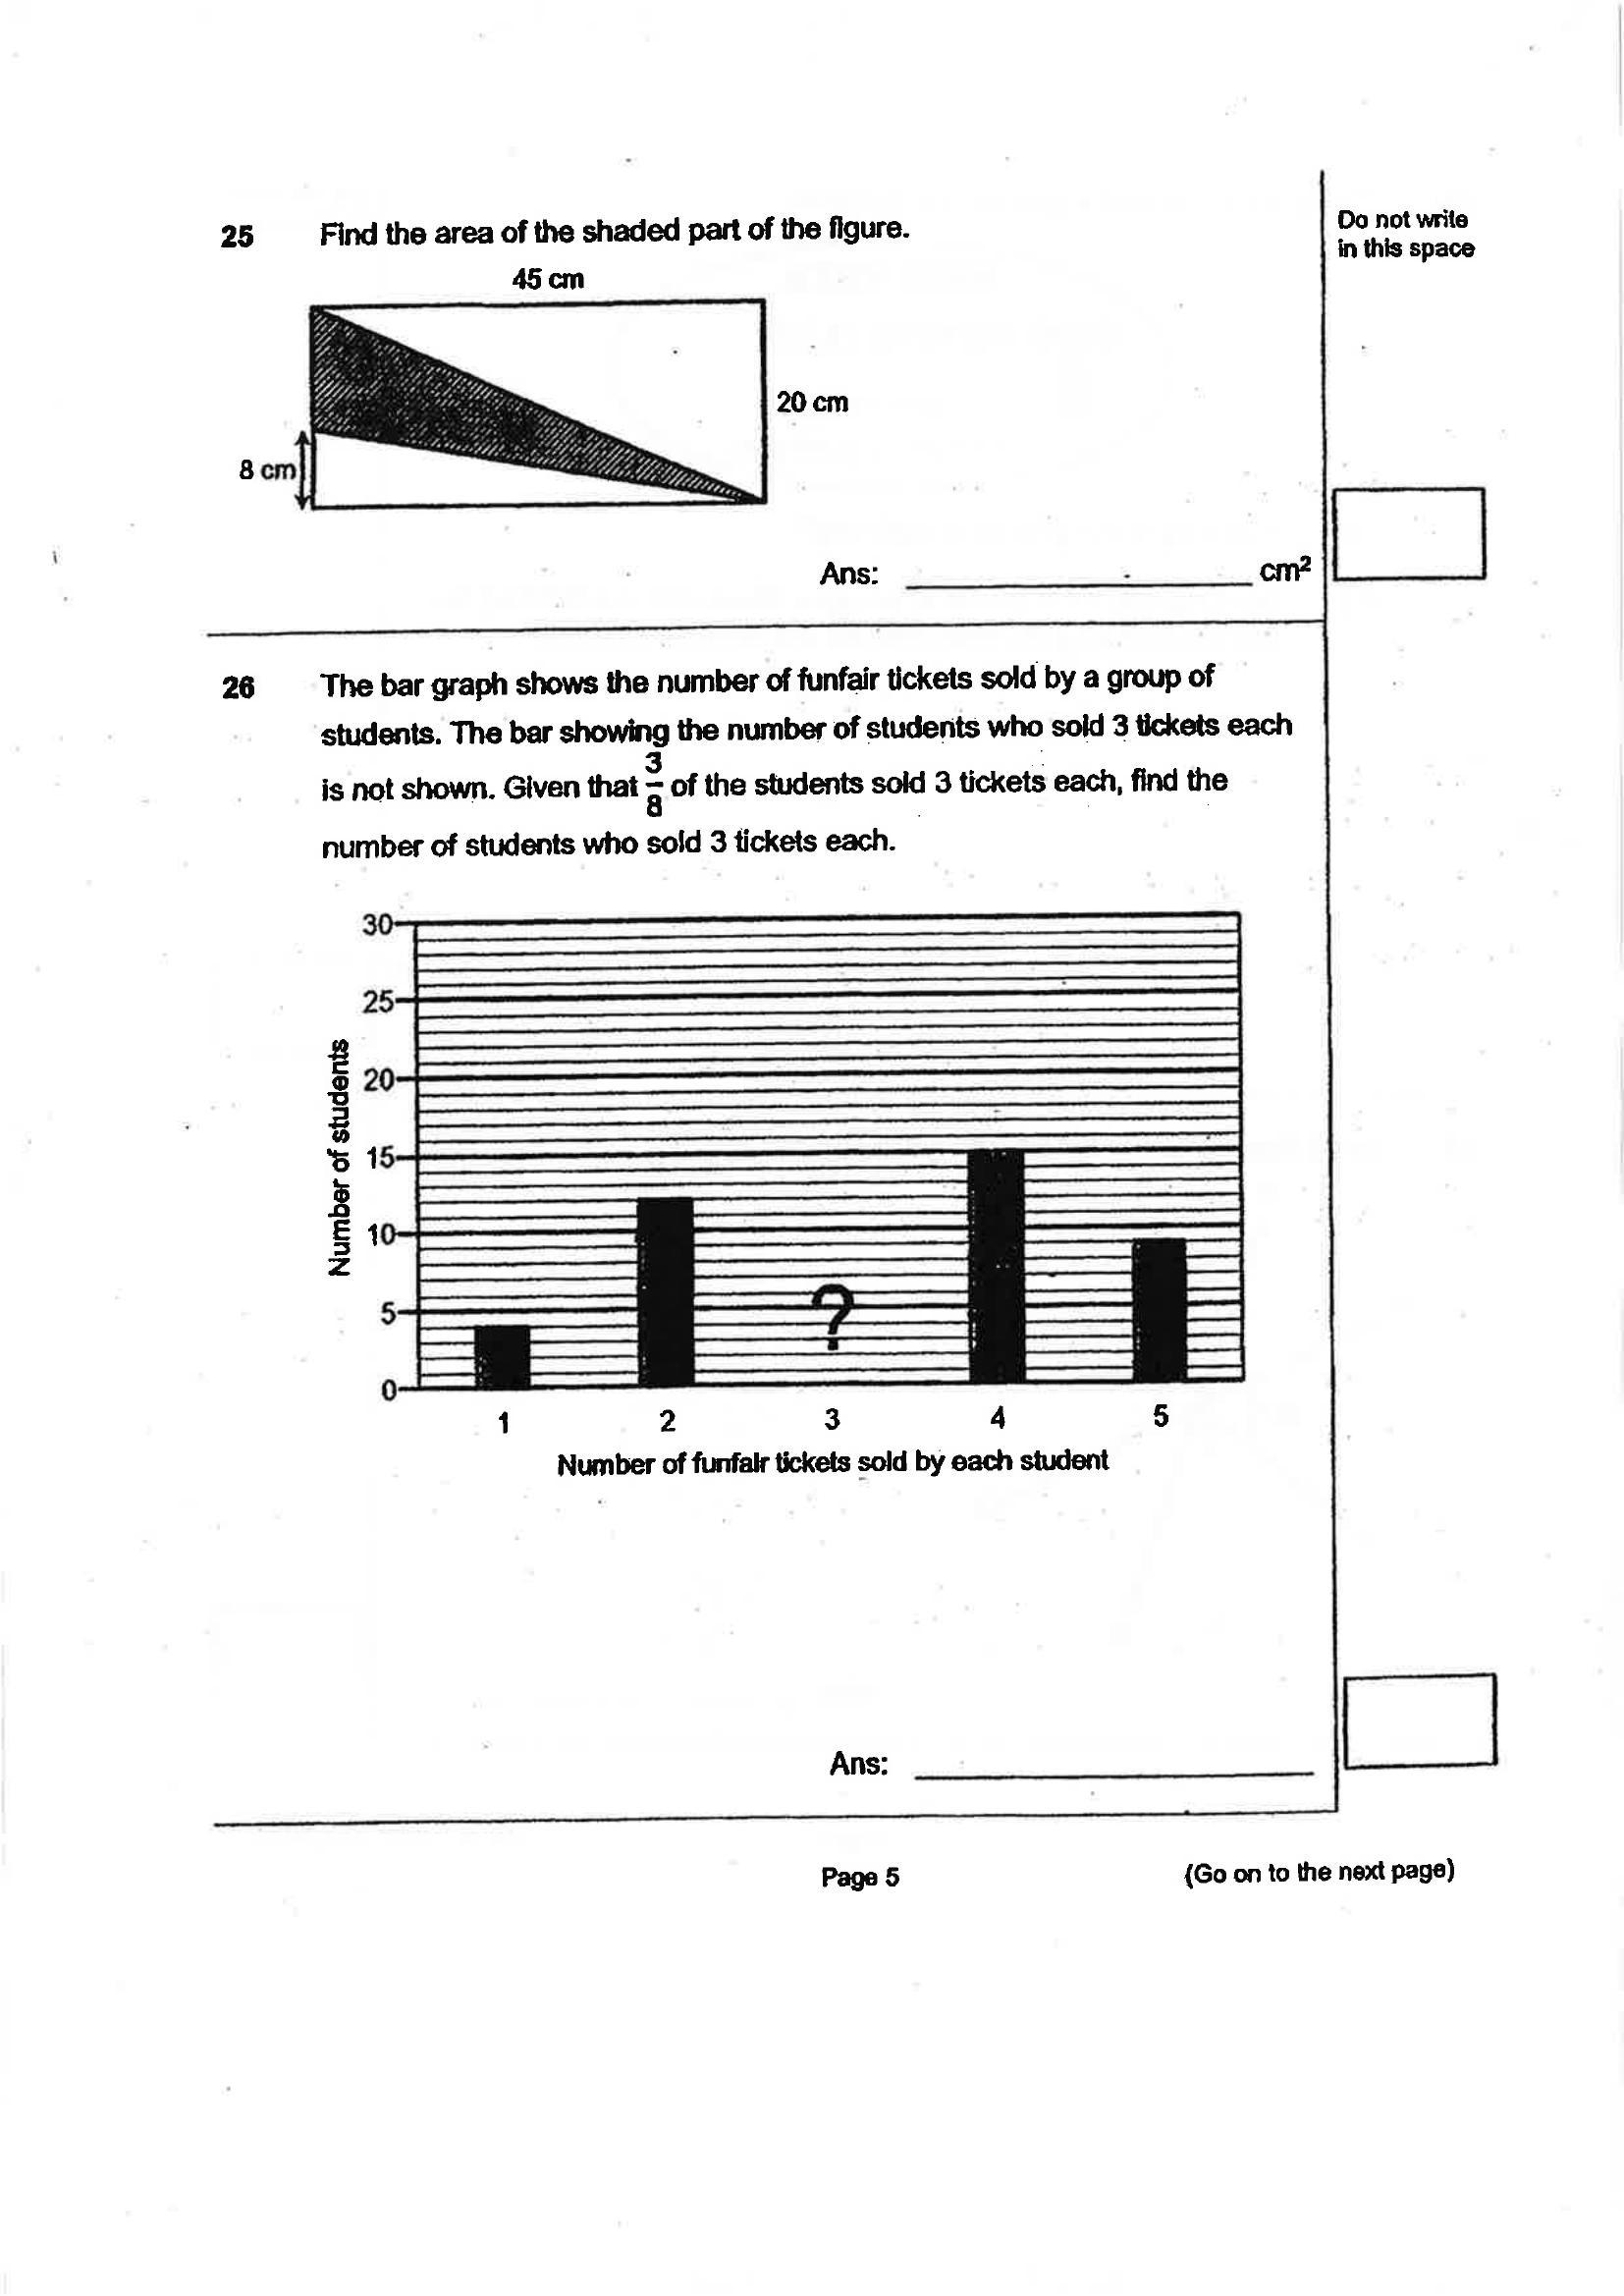 Do not write
in this space
25 Find the area of the shaded part of the figure.
45 cm
20 cm
8 cm
Ans: cm²
26 The bar graph shows the number of funfair tickets sold by a group of
students. The bar showing the number of students who sold 3 tickets each
is not shown. Given that 3/8 of the students sold 3 tickets each, find the
number of students who sold 3 tickets each.
30
25
20
15
10
5
0
Number of students
?
1 2 3 4 5
Number of funfair tickets sold by each student
Ans:
Page 5 (Go on to the next page)